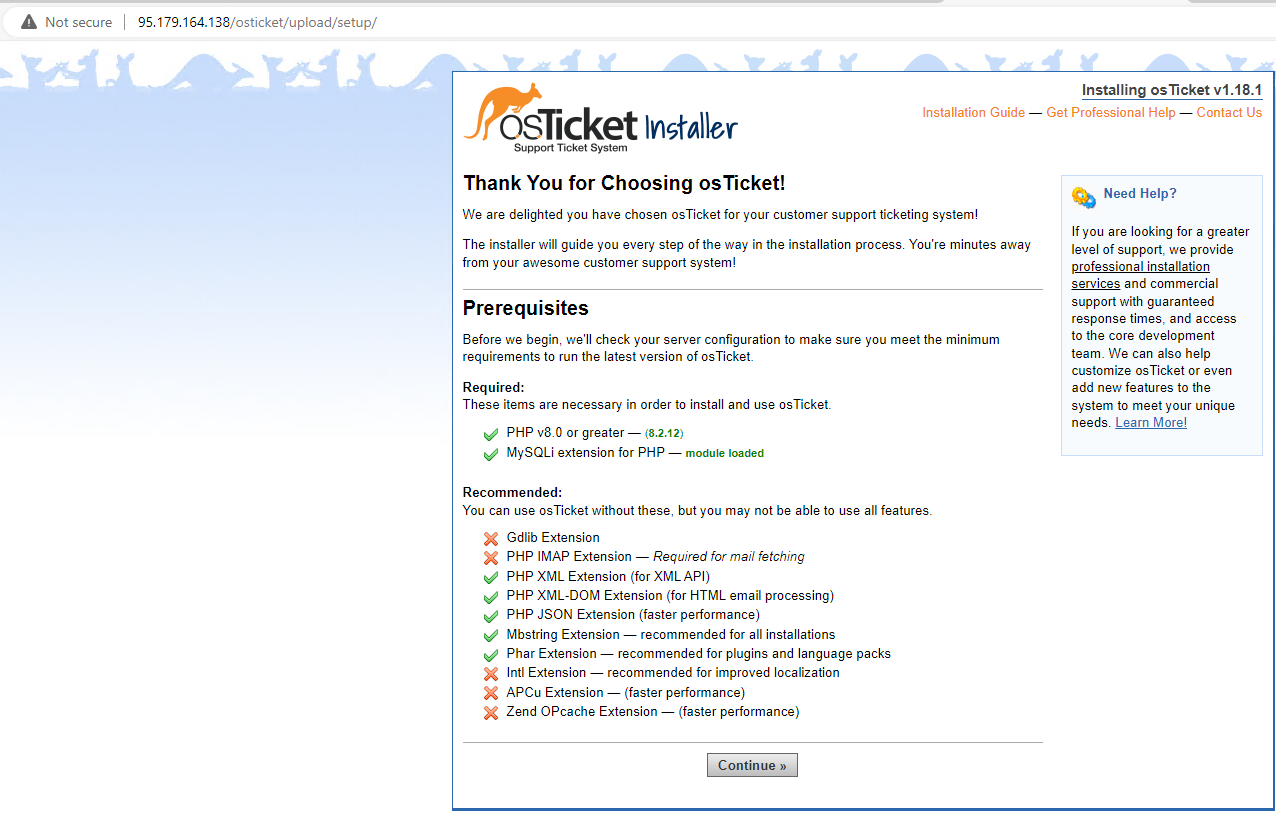 Not secure
95.179.164.138/osticket/upload/setup/
osTicket Installer
Support Ticket System
Installing osTicket v1.18.1
Installation Guide — Get Professional Help — Contact Us
Thank You for Choosing osTicket!
We are delighted you have chosen osTicket for your customer support ticketing system!
The installer will guide you every step of the way in the installation process. You're minutes away
from your awesome customer support system!
Prerequisites
Before we begin, we'll check your server configuration to make sure you meet the minimum
requirements to run the latest version of osTicket.
Required:
These items are necessary in order to install and use osTicket.
PHP v8.0 or greater — (8.2.12)
MySQLi extension for PHP — module loaded
Recommended:
You can use osTicket without these, but you may not be able to use all features.
Gdlib Extension
PHP IMAP Extension — Required for mail fetching
PHP XML Extension (for XML API)
PHP XML-DOM Extension (for HTML email processing)
PHP JSON Extension (faster performance)
Mbstring Extension — recommended for all installations
Phar Extension — recommended for plugins and language packs
Intl Extension — recommended for improved localization
APCu Extension — (faster performance)
Zend OPcache Extension — (faster performance)
Continue »
Need Help?
If you are looking for a greater
level of support, we provide
professional installation
services and commercial
support with guaranteed
response times, and access
to the core development
team. We can also help
customize osTicket or even
add new features to the
system to meet your unique
needs. Learn More!